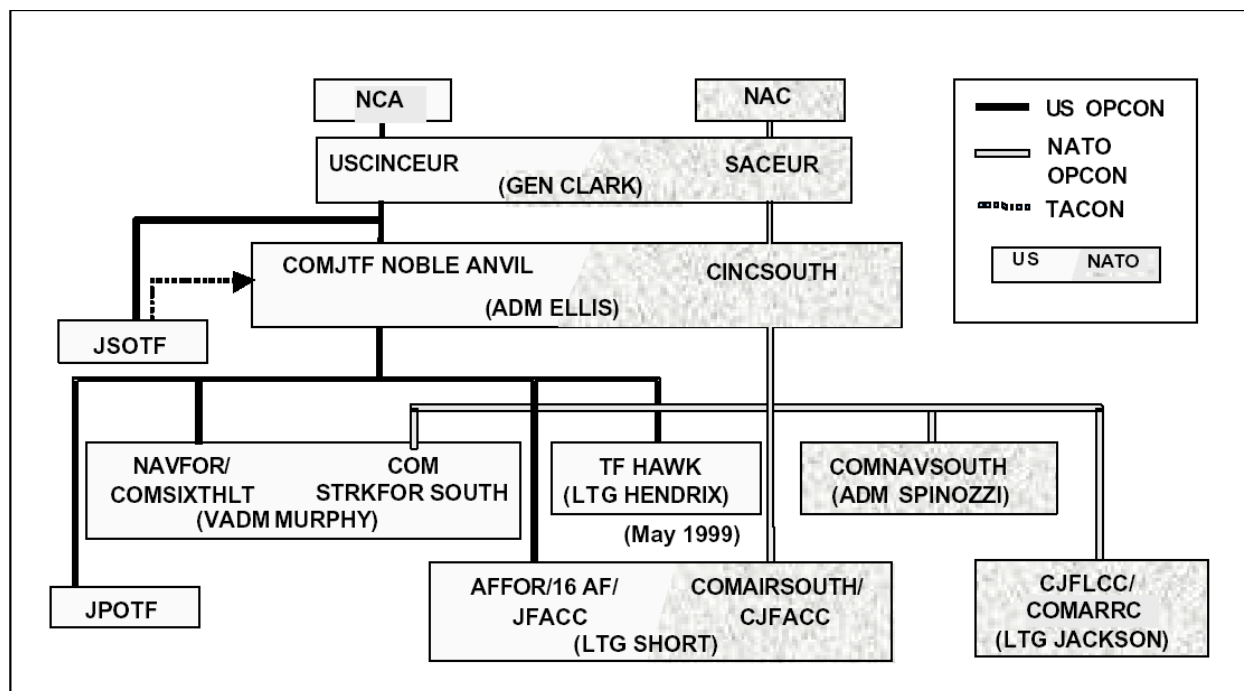 NCA
NAC
USCINCEUR
SACEUR
(GEN CLARK)
COMJTF NOBLE ANVIL
CINCSOUTH
(ADM ELLIS)
JSOTF
NAVFOR/
COMSIXTHLT
COM
STRKFOR SOUTH
(VADM MURPHY)
TF HAWK
(LTG HENDRIX)
(May 1999)
COMNAVSOUTH
(ADM SPINOZZI)
JPOTF
AFFOR/16 AF/
JFACC
COMAIRSOUTH/
CJFACC
(LTG SHORT)
CJFLCC/
COMARRC
(LTG JACKSON)
US OPCON
NATO
OPCON
TACON
US
NATO